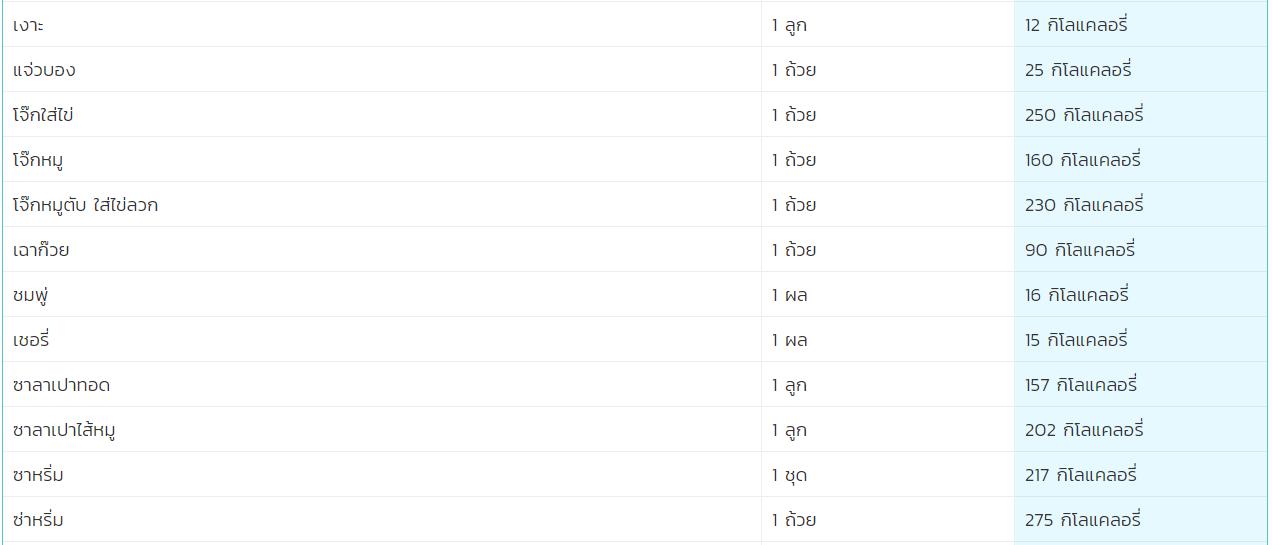 เงาะ 1 ลูก 12 กิโลแคลอรี่
แจ่วบอง 1 ถ้วย 25 กิโลแคลอรี่
โจ๊กใส่ไข่ 1 ถ้วย 250 กิโลแคลอรี่
โจ๊กหมู 1 ถ้วย 160 กิโลแคลอรี่
โจ๊กหมูตับ ใส่ไข่ลวก 1 ถ้วย 230 กิโลแคลอรี่
เฉาก๊วย 1 ถ้วย 90 กิโลแคลอรี่
ชมพู่ 1 ผล 16 กิโลแคลอรี่
เชอรี่ 1 ผล 15 กิโลแคลอรี่
ซาลาเปาทอด 1 ลูก 157 กิโลแคลอรี่
ซาลาเปาไส้หมู 1 ลูก 202 กิโลแคลอรี่
ซาหริ่ม 1 ชุด 217 กิโลแคลอรี่
ซ่าหริ่ม 1 ถ้วย 275 กิโลแคลอรี่